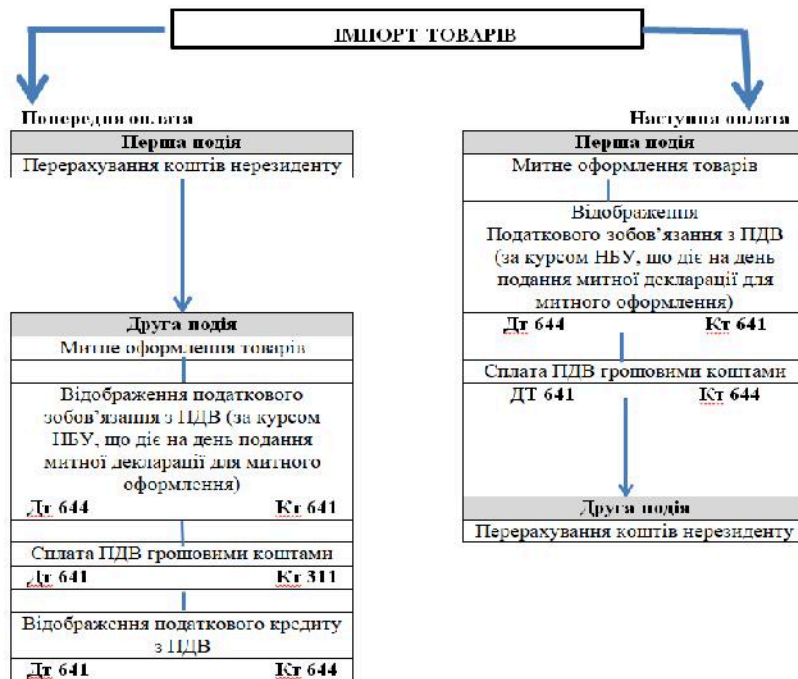 ІМПОРТ ТОВАРІВ
Попередня оплата
Перша подія
Перерахування коштів нерезиденту
Друга подія
Митне оформлення товарів
Відображення податкового
зобов’язання з ПДВ (за курсом
НБУ, що діє на день подання
митної декларації для митного
оформлення)
Дт 644 Кт 641
Сплата ПДВ грошовими коштами
Дт 641 Кт 311
Відображення податкового кредиту
з ПДВ
Дт 641 Кт 644
Наступна оплата
Перша подія
Митне оформлення товарів
Відображення
Податкового зобов’язання з ПДВ
(за курсом НБУ, що діє на день
подання митної декларації для
митного оформлення)
Дт 644 Кт 641
Сплата ПДВ грошовими коштами
ДТ 641 Кт 644
Друга подія
Перерахування коштів нерезиденту